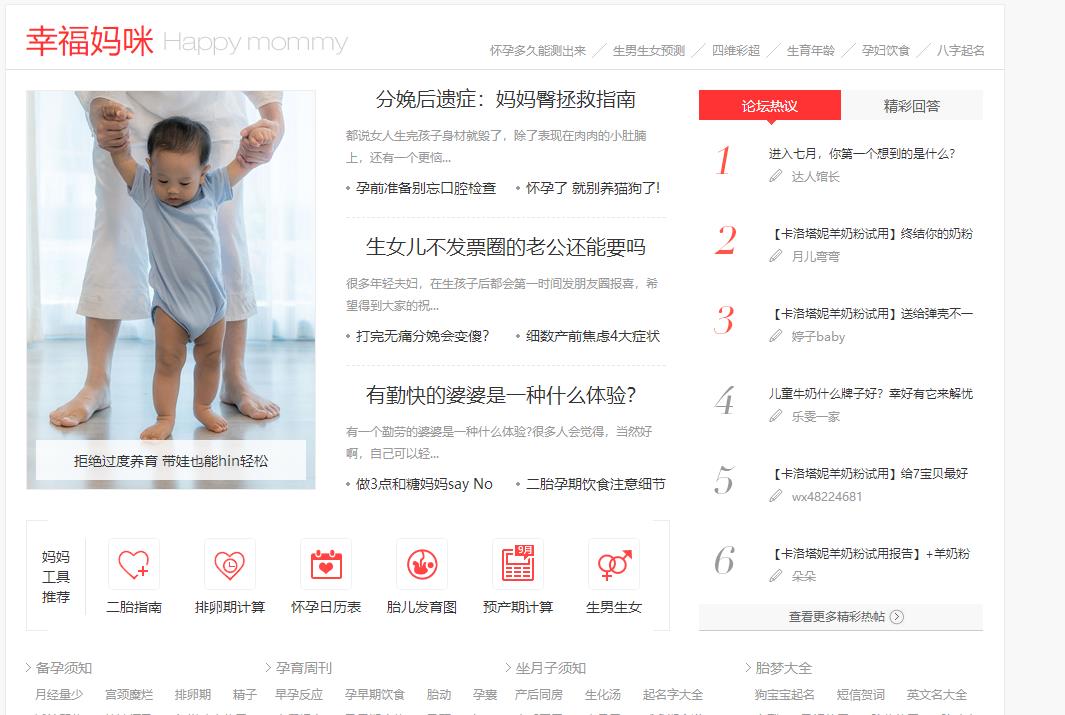 幸福妈咪 Happy mommy
怀孕多久能测出来 ／ 生男生女预测 ／ 四维彩超 ／ 生育年龄 ／ 孕妇饮食 ／ 八字起名
拒绝过度养育 带娃也能hin轻松
分娩后遗症：妈妈臀拯救指南
都说女人生完孩子身材就毁了，除了表现在肉肉的小肚腩
上，还有一个更恼...
孕前准备别忘口腔检查
怀孕了 就别养猫狗了!
生女儿不发票圈的老公还能要吗
很多年轻夫妇，在生孩子后都会第一时间发朋友圈报喜，希
望得到大家的祝...
打完无痛分娩会变傻？
细数产前焦虑4大症状
有勤快的婆婆是一种什么体验？
有一个勤劳的婆婆是一种什么体验?很多人会觉得，当然好
啊，自己可以轻...
做3点和糖妈妈say No
二胎孕期饮食注意细节
论坛热议
精彩回答
1
进入七月，你第一个想到的是什么？
达人馆长
2
【卡洛塔妮羊奶粉试用】终结你的奶粉
月儿弯弯
3
【卡洛塔妮羊奶粉试用】送给弹壳不一
婷子baby
4
儿童牛奶什么牌子好？幸好有它来解忧
乐雯一家
5
【卡洛塔妮羊奶粉试用】给7宝贝最好
wx48224681
6
【卡洛塔妮羊奶粉试用报告】+羊奶粉
朵朵
查看更多精彩热帖
妈妈
工具
推荐
二胎指南
排卵期计算
怀孕日历表
胎儿发育图
9月
预产期计算
生男生女
备孕须知
月经量少 宫颈糜烂 排卵期 精子
孕育周刊
早孕反应 孕早期饮食 胎动 孕囊
坐月子须知
产后同房 生化汤 起名字大全
胎梦大全
狗宝宝起名 短信贺词 英文名大全